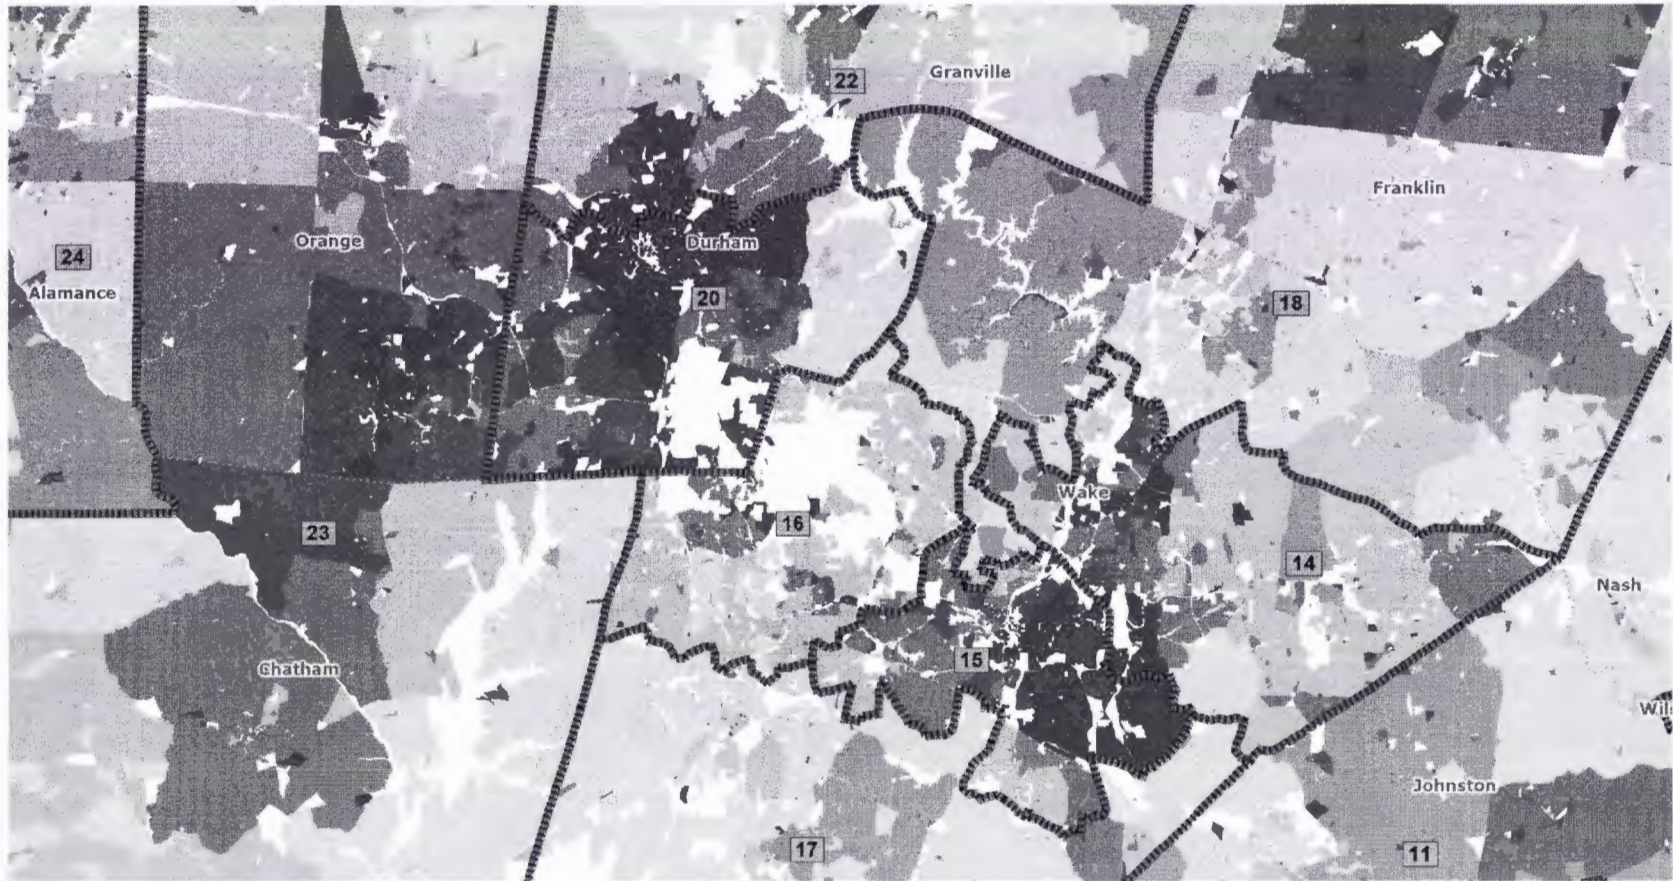 Granville
22
Franklin
Orange
Durham
24
Alamance
20
18
Wake
23
16
14
Nash
Chatham
15
Wil
Johnston
17
11